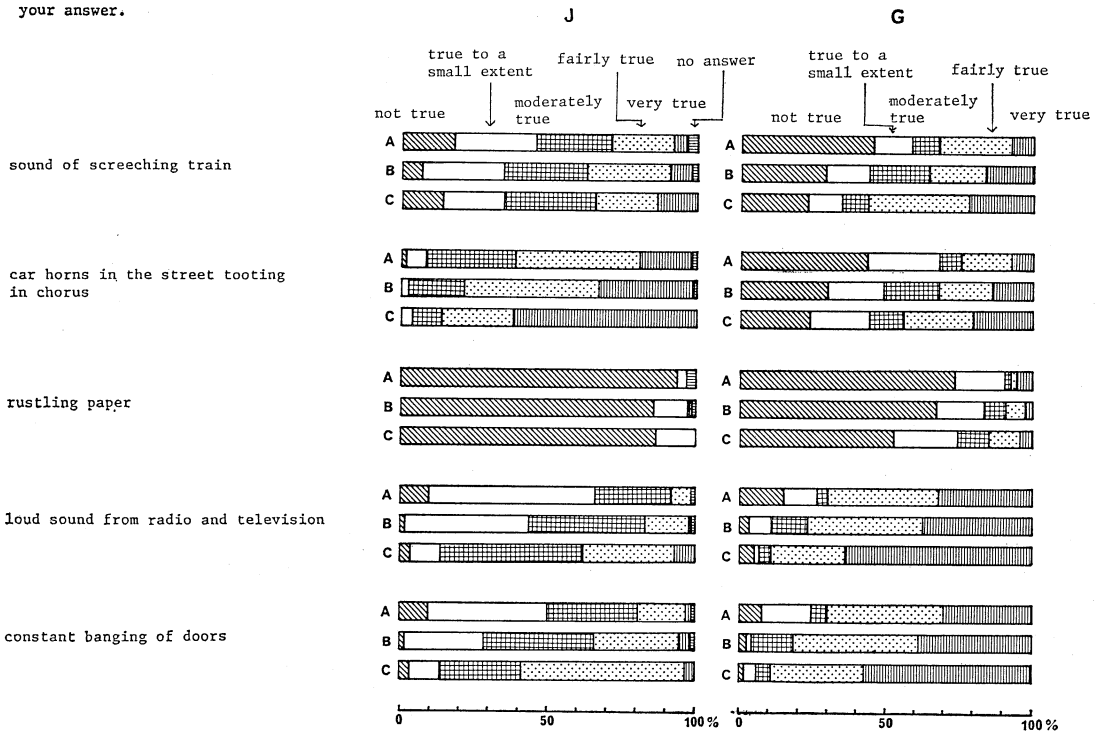 your answer.
J
G
true to a
small extent
fairly true
no answer
not true
moderately
true
very true
true to a
small extent
fairly true
not true
moderately
true
very true
sound of screeching train
A
B
C
A
B
C
car horns in the street tooting
in chorus
A
B
C
A
B
C
rustling paper
A
B
C
A
B
C
loud sound from radio and television
A
B
C
A
B
C
constant banging of doors
A
B
C
A
B
C
0 50 100%
0 50 100%